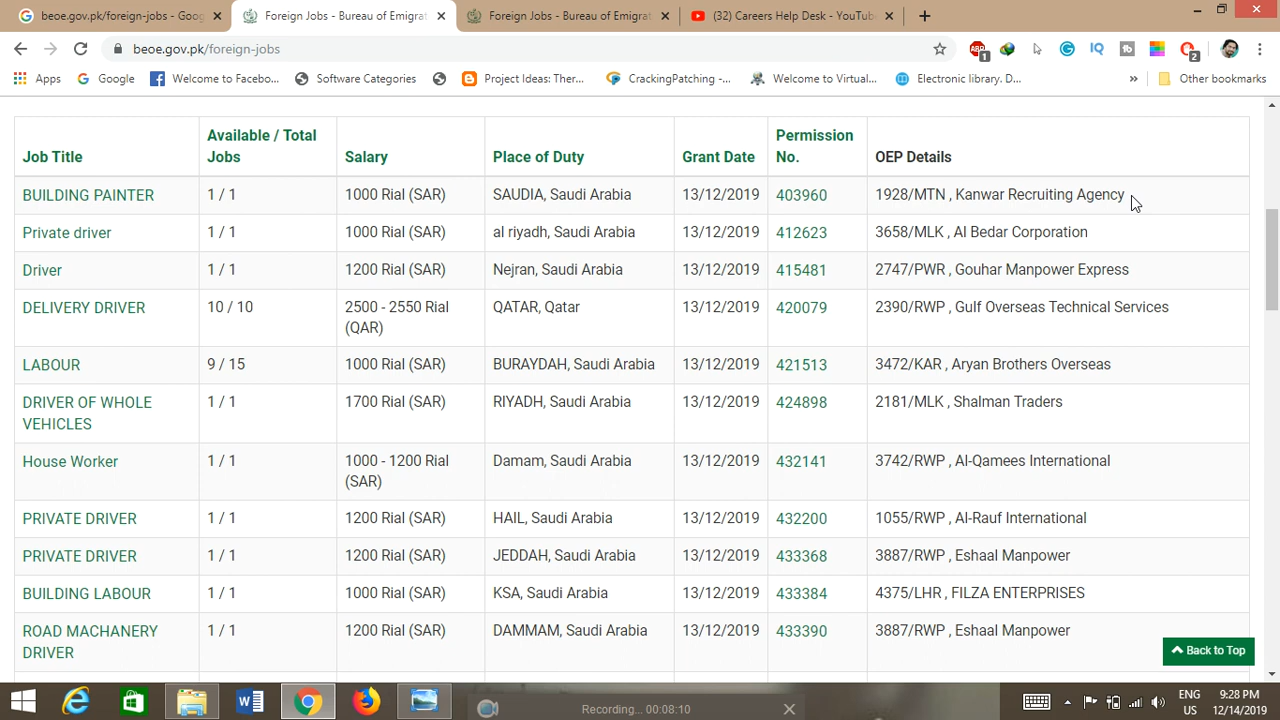 beoe.gov.pk/foreign-jobs - Goog
Foreign Jobs - Bureau of Emigrat
Foreign Jobs - Bureau of Emigrat
(32) Careers Help Desk - YouTube
beoe.gov.pk/foreign-jobs
Apps
Google
Welcome to Facebo...
Software Categories
Project Ideas: Ther...
CrackingPatching -...
Welcome to Virtual...
Electronic library. D...
Other bookmarks
Job Title Available / Total Jobs Salary Place of Duty Grant Date Permission No. OEP Details
BUILDING PAINTER 1 / 1 1000 Rial (SAR) SAUDIA, Saudi Arabia 13/12/2019 403960 1928/MTN , Kanwar Recruiting Agency
Private driver 1 / 1 1000 Rial (SAR) al riyadh, Saudi Arabia 13/12/2019 412623 3658/MLK , Al Bedar Corporation
Driver 1 / 1 1200 Rial (SAR) Nejran, Saudi Arabia 13/12/2019 415481 2747/PWR , Gouhar Manpower Express
DELIVERY DRIVER 10 / 10 2500 - 2550 Rial (QAR) QATAR, Qatar 13/12/2019 420079 2390/RWP , Gulf Overseas Technical Services
LABOUR 9 / 15 1000 Rial (SAR) BURAYDAH, Saudi Arabia 13/12/2019 421513 3472/KAR , Aryan Brothers Overseas
DRIVER OF WHOLE VEHICLES 1 / 1 1700 Rial (SAR) RIYADH, Saudi Arabia 13/12/2019 424898 2181/MLK , Shalman Traders
House Worker 1 / 1 1000 - 1200 Rial (SAR) Damam, Saudi Arabia 13/12/2019 432141 3742/RWP , Al-Qamees International
PRIVATE DRIVER 1 / 1 1200 Rial (SAR) HAIL, Saudi Arabia 13/12/2019 432200 1055/RWP , Al-Rauf International
PRIVATE DRIVER 1 / 1 1200 Rial (SAR) JEDDAH, Saudi Arabia 13/12/2019 433368 3887/RWP , Eshaal Manpower
BUILDING LABOUR 1 / 1 1000 Rial (SAR) KSA, Saudi Arabia 13/12/2019 433384 4375/LHR , FILZA ENTERPRISES
ROAD MACHANERY DRIVER 1 / 1 1200 Rial (SAR) DAMMAM, Saudi Arabia 13/12/2019 433390 3887/RWP , Eshaal Manpower
Back to Top
Recording... 00:08:10
ENG
US
9:28 PM
12/14/2019